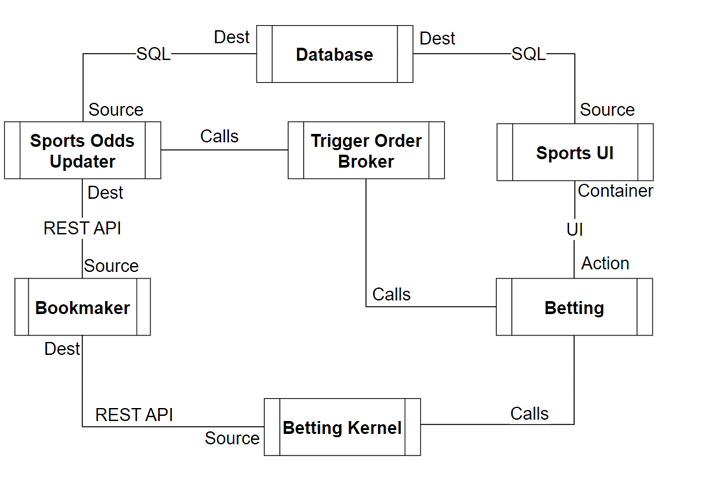 Dest
Database
Dest
SQL
SQL
Source
Source
Sports Odds
Updater
Calls
Trigger Order
Broker
Sports UI
Dest
Container
REST API
UI
Source
Action
Bookmaker
Calls
Betting
Dest
REST API
Calls
Source
Betting Kernel